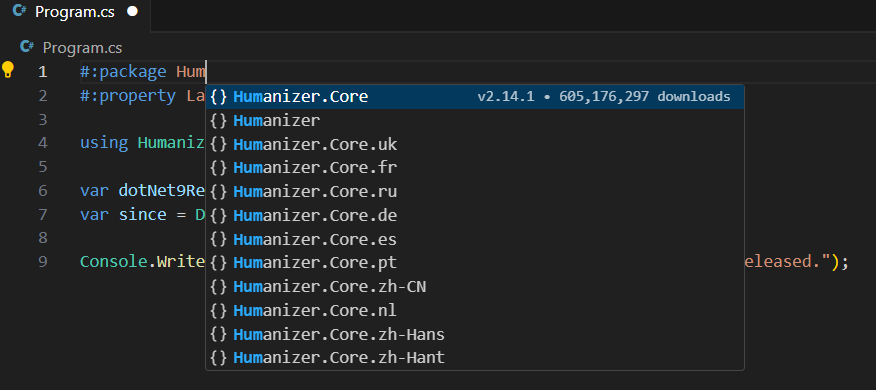 C# Program.cs
C# Program.cs
1 #:package Hum
{} Humanizer.Core v2.14.1 • 605,176,297 downloads
2 #:property La
{} Humanizer
3
4 using Humaniz
{} Humanizer.Core.uk
5
{} Humanizer.Core.fr
{} Humanizer.Core.ru
6 var dotNet9Re
{} Humanizer.Core.de
7 var since = D
{} Humanizer.Core.es
8
{} Humanizer.Core.pt
9 Console.Write eleased.");
{} Humanizer.Core.zh-CN
{} Humanizer.Core.nl
{} Humanizer.Core.zh-Hans
{} Humanizer.Core.zh-Hant